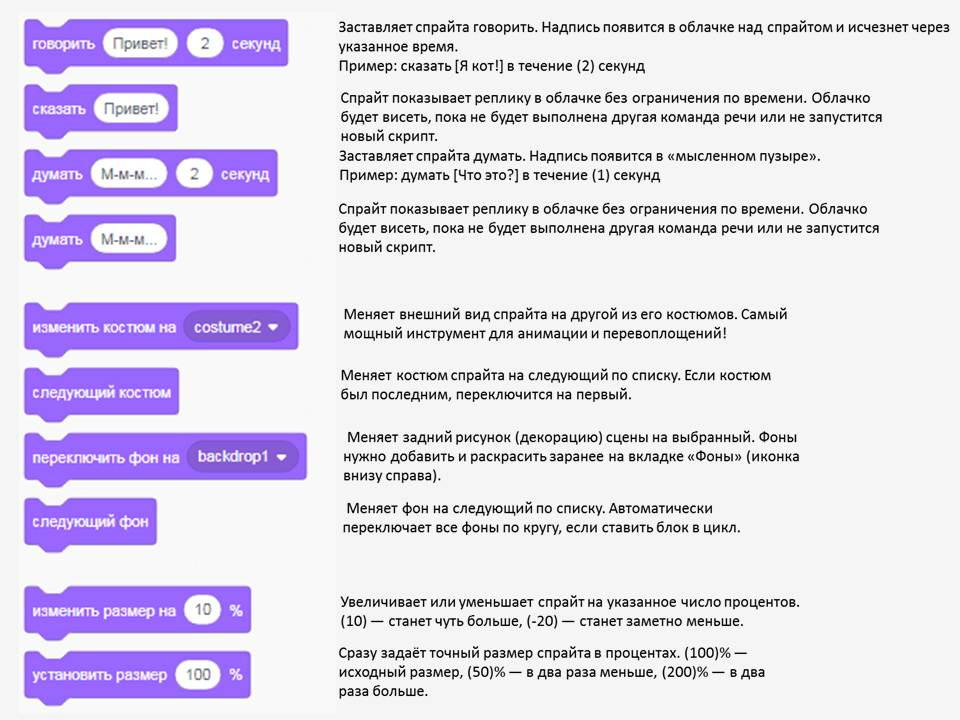 говорить Привет! 2 секунд
Заставляет спрайта говорить. Надпись появится в облачке над спрайтом и исчезнет через
указанное время.
Пример: сказать [Я кот!] в течение (2) секунд
сказать Привет!
Спрайт показывает реплику в облачке без ограничения по времени. Облачко
будет висеть, пока не будет выполнена другая команда речи или не запустится
новый скрипт.
думать М-м-м... 2 секунд
Заставляет спрайта думать. Надпись появится в «мысленном пузыре».
Пример: думать [Что это?] в течение (1) секунд
думать М-м-м...
Спрайт показывает реплику в облачке без ограничения по времени. Облачко
будет висеть, пока не будет выполнена другая команда речи или не запустится
новый скрипт.
изменить костюм на costume2
Меняет внешний вид спрайта на другой из его костюмов. Самый
мощный инструмент для анимации и перевоплощений!
следующий костюм
Меняет костюм спрайта на следующий по списку. Если костюм
был последним, переключится на первый.
переключить фон на backdrop1
Меняет задний рисунок (декорацию) сцены на выбранный. Фоны
нужно добавить и раскрасить заранее на вкладке «Фоны» (иконка
внизу справа).
следующий фон
Меняет фон на следующий по списку. Автоматически
переключает все фоны по кругу, если ставить блок в цикл.
изменить размер на 10 %
Увеличивает или уменьшает спрайт на указанное число процентов.
(10) — станет чуть больше, (-20) — станет заметно меньше.
установить размер 100 %
Сразу задаёт точный размер спрайта в процентах. (100)% —
исходный размер, (50)% — в два раза меньше, (200)% — в два
раза больше.